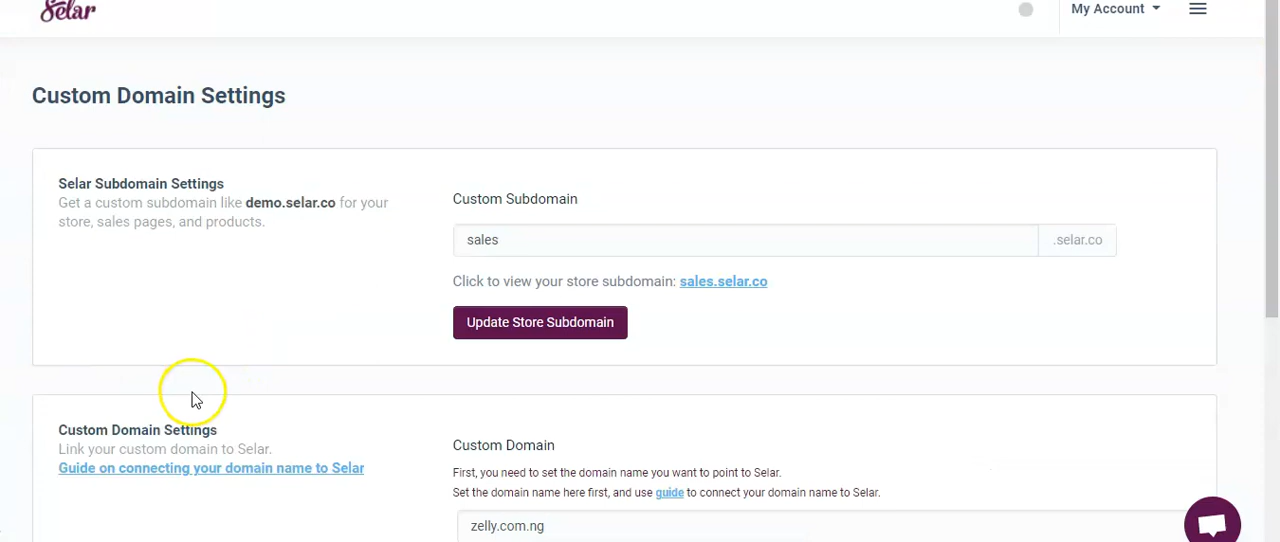 Selar
My Account
Custom Domain Settings
Selar Subdomain Settings
Get a custom subdomain like demo.selar.co for your
store, sales pages, and products.
Custom Subdomain
sales
.selar.co
Click to view your store subdomain: sales.selar.co
Update Store Subdomain
Custom Domain Settings
Link your custom domain to Selar.
Guide on connecting your domain name to Selar
Custom Domain
First, you need to set the domain name you want to point to Selar.
Set the domain name here first, and use guide to connect your domain name to Selar.
zelly.com.ng